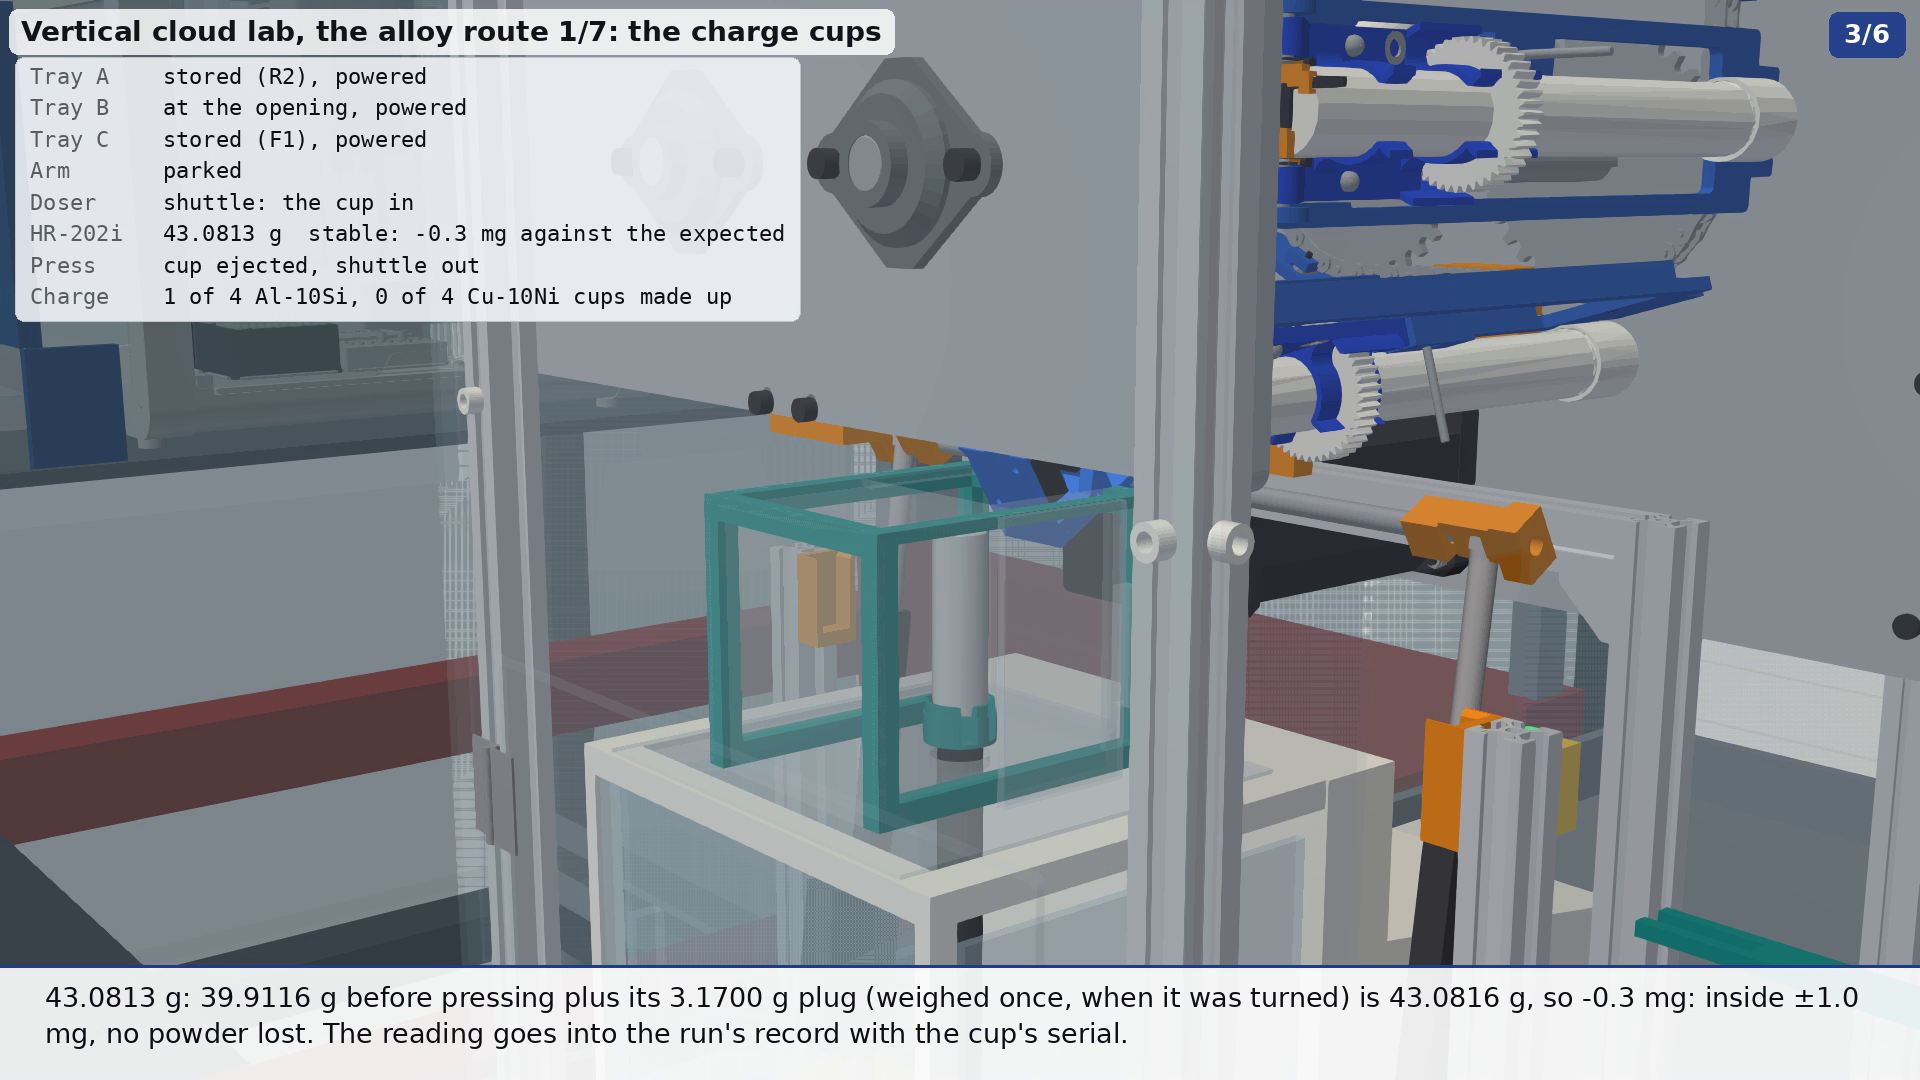 Vertical cloud lab, the alloy route 1/7: the charge cups
3/6
Tray A stored (R2), powered
Tray B at the opening, powered
Tray C stored (F1), powered
Arm parked
Doser shuttle: the cup in
HR-202i 43.0813 g stable: -0.3 mg against the expected
Press cup ejected, shuttle out
Charge 1 of 4 Al-10Si, 0 of 4 Cu-10Ni cups made up
43.0813 g: 39.9116 g before pressing plus its 3.1700 g plug (weighed once, when it was turned) is 43.0816 g, so -0.3 mg: inside ±1.0
mg, no powder lost. The reading goes into the run's record with the cup's serial.